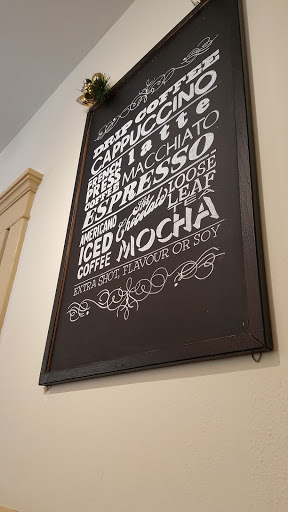 DRIP COFFEE
CAPPUCCINO
latte
FRENCH
PRESS
COFFEE
MACCHIATO
ESPRESSO
AMERICANO
Hot
Chocolate
LOOSE
LEAF
TEA
ICED
COFFEE
MOCHA
EXTRA SHOT, FLAVOUR OR SOY